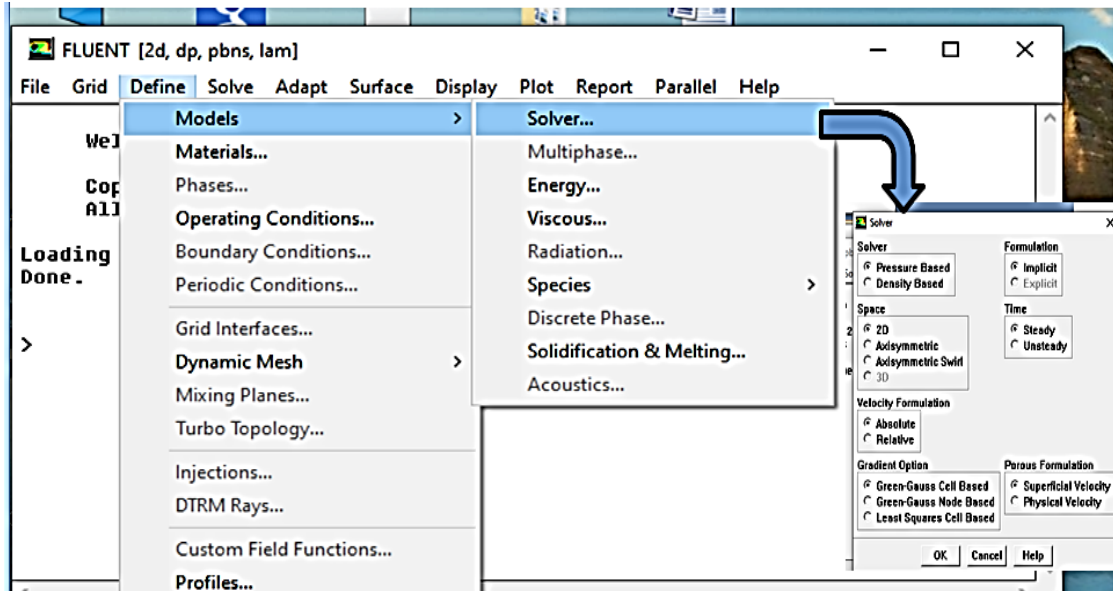 FLUENT [2d, dp, pbns, lam]
File Grid Define Solve Adapt Surface Display Plot Report Parallel Help
Wel
Cop
All
Loading
Done.
>
Models >
Materials...
Phases...
Operating Conditions...
Boundary Conditions...
Periodic Conditions...
Grid Interfaces...
Dynamic Mesh >
Mixing Planes...
Turbo Topology...
Injections...
DTRM Rays...
Custom Field Functions...
Profiles...
Solver...
Multiphase...
Energy...
Viscous...
Radiation...
Species >
Discrete Phase...
Solidification & Melting...
Acoustics...
Solver
Solver
Pressure Based
Density Based
Formulation
Implicit
Explicit
Space
2D
Axisymmetric
Axisymmetric Swirl
3D
Time
Steady
Unsteady
Velocity Formulation
Absolute
Relative
Gradient Option
Green-Gauss Cell Based
Green-Gauss Node Based
Least Squares Cell Based
Porous Formulation
Superficial Velocity
Physical Velocity
OK Cancel Help